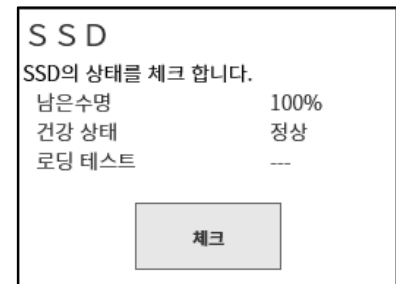 SSD
SSD의 상태를 체크 합니다.
남은수명 100%
건강 상태 정상
로딩 테스트 ---
체크